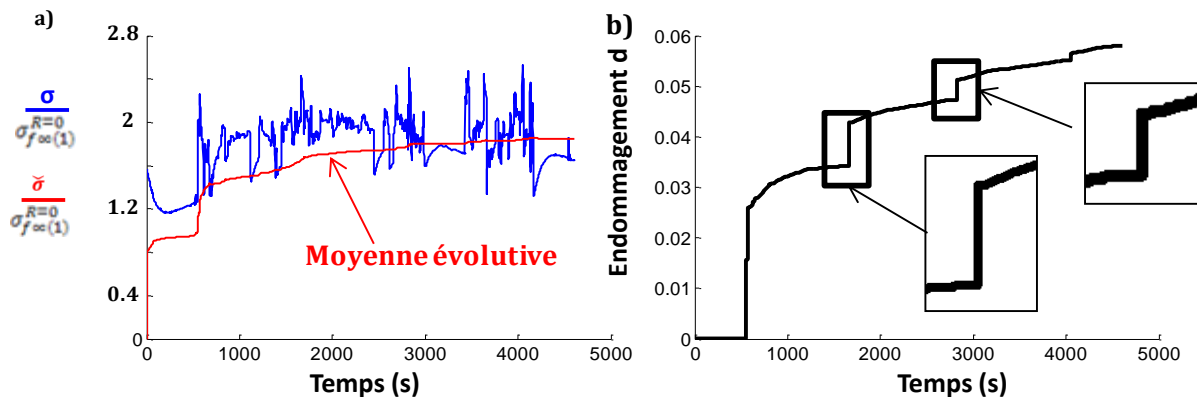 a)
2.8
2
1.2
0.4
0
σ
σ_{f∞(1)}^{R=0}
σ̌
σ_{f∞(1)}^{R=0}
Moyenne évolutive
0 1000 2000 3000 4000 5000
Temps (s)
b)
Endommagement d
0.06
0.05
0.04
0.03
0.02
0.01
0
0 1000 2000 3000 4000 5000
Temps (s)